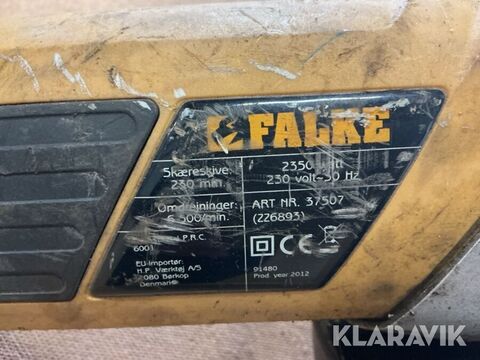 FALKE
Skæreskive:
230 mm.
2350 watt
230 volt~50 Hz
Omdrejninger:
6.500/min.
ART NR. 37507
(226893)
P.R.C.
6001
EU-importør:
H.P. Værktøj A/S
7080 Børkop
Denmark
91480
Prod. year 2012
KLARAVIK